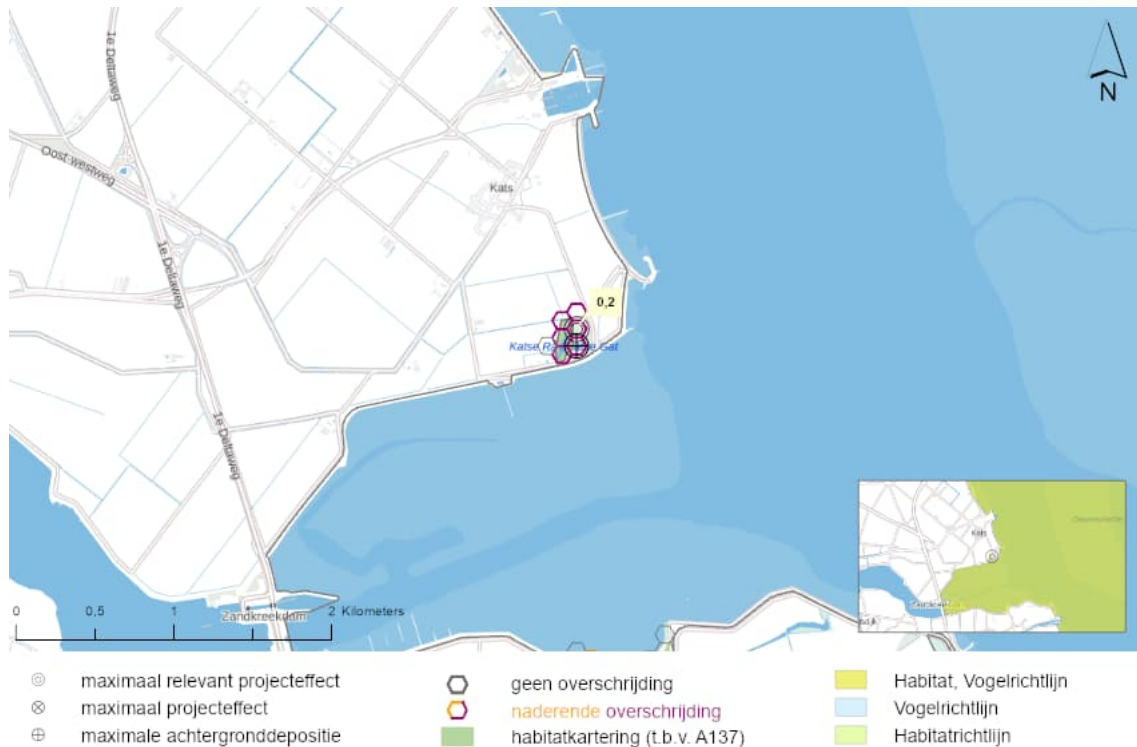 1e Deltaweg
N
Oost-westweg
Kats
1e Deltaweg
0,2
Katse
Gat
1e Deltaweg
Kats
0 0,5 1 2 Kilometers
Zandkreekdam
maximaal relevant projecteffect
geen overschrijding
Habitat, Vogelrichtlijn
maximaal projecteffect
naderende overschrijding
Vogelrichtlijn
maximale achtergronddepositie
habitatkartering (t.b.v. A137)
Habitatrichtlijn